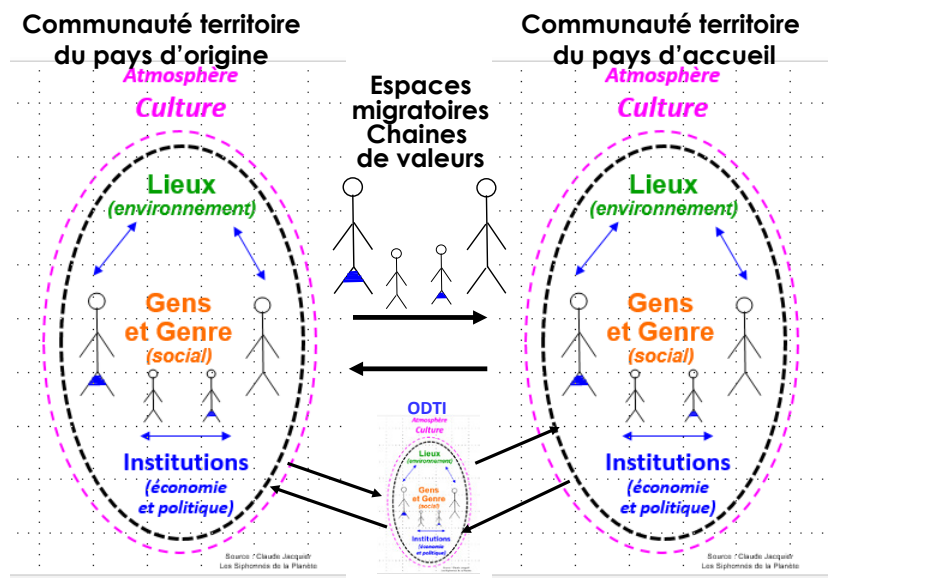 Communauté territoire
du pays d'origine
Atmosphère
Culture
Lieux
(environnement)
Gens
et Genre
(social)
Institutions
(économie
et politique)
Source : Claude Jacquier
Les Siphonnés de la Planète
Espaces
migratoires
Chaines
de valeurs
ODTI
Atmosphère
Culture
Lieux
(environnement)
Gens
et Genre
(social)
Institutions
(économie
et politique)
Communauté territoire
du pays d'accueil
Atmosphère
Culture
Lieux
(environnement)
Gens
et Genre
(social)
Institutions
(économie
et politique)
Source : Claude Jacquier
Les Siphonnés de la Planète